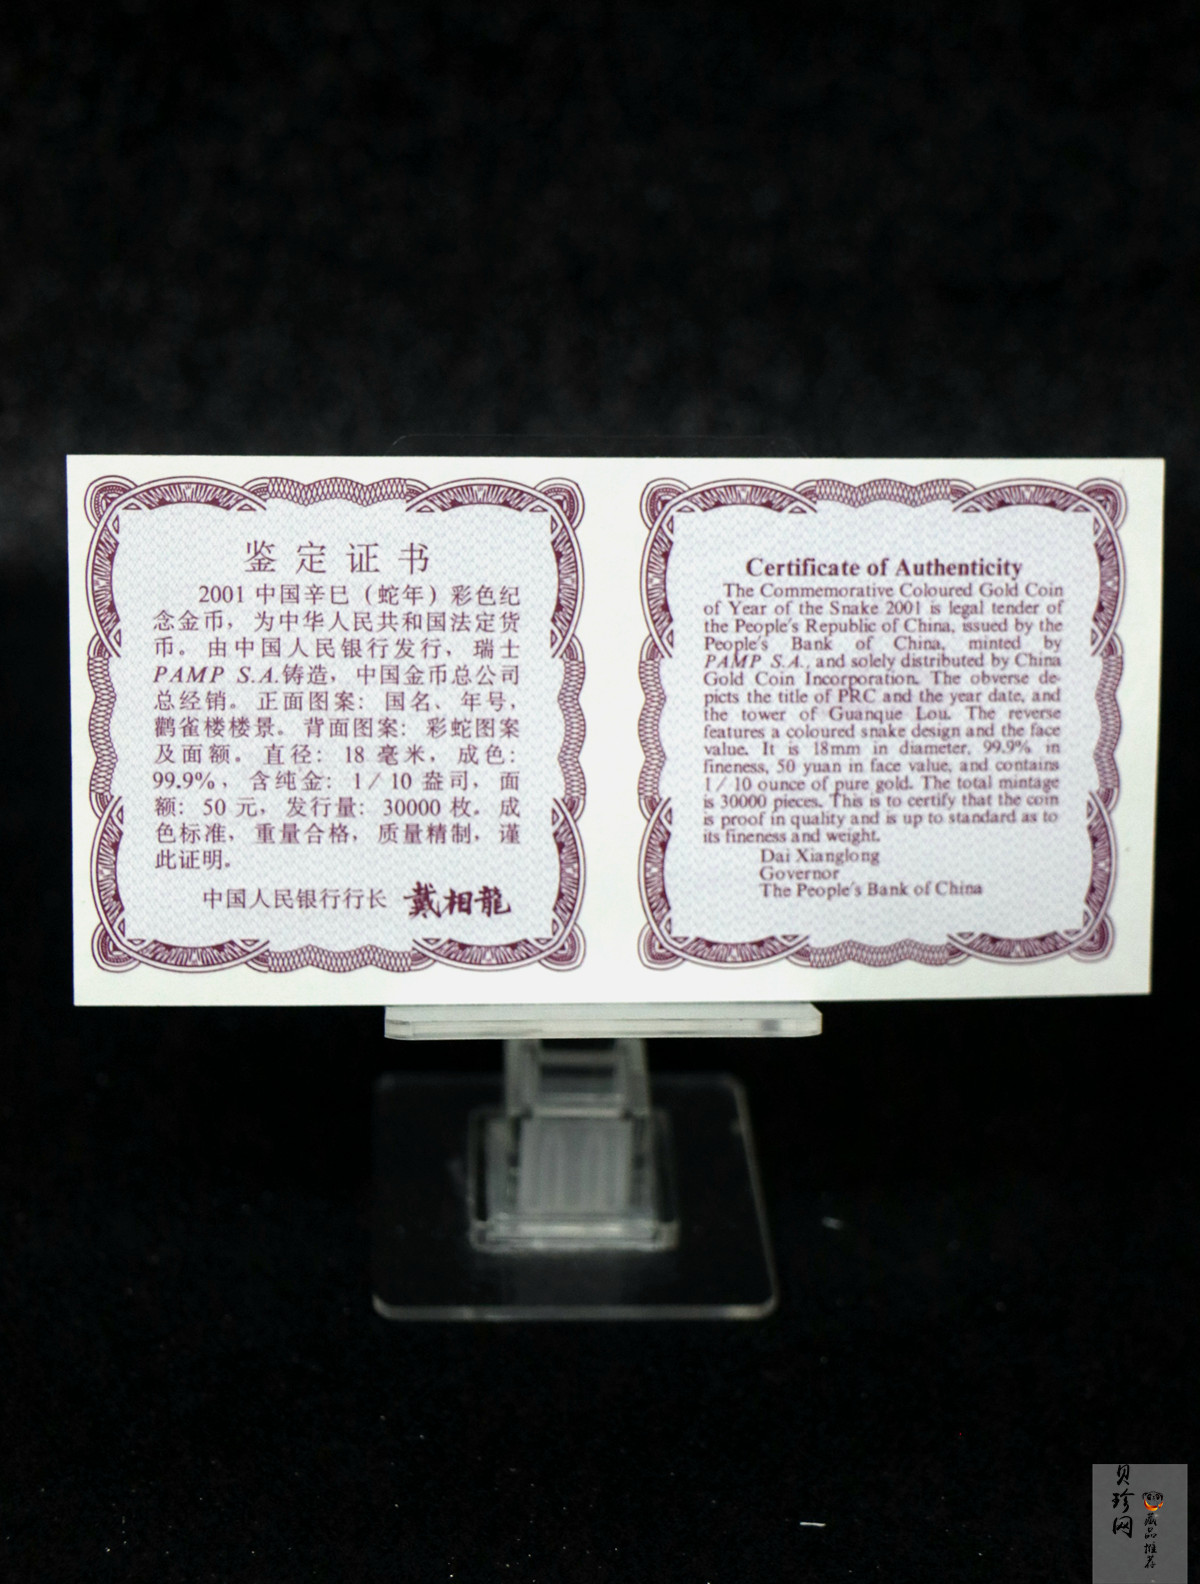 鉴定证书
2001 中国辛巳（蛇年）彩色纪
念金币，为中华人民共和国法定货
币。由中国人民银行发行，瑞士
PAMP S.A.铸造，中国金币总公司
总经销。正面图案：国名、年号，
鹳雀楼楼景。背面图案：彩蛇图案
及面额。直径：18 毫米，成色：
99.9%，含纯金：1／10 盎司，面
额：50 元，发行量：30000 枚。成
色标准，重量合格，质量精制，谨
此证明。
中国人民银行行长 戴相龍
Certificate of Authenticity
The Commemorative Coloured Gold Coin
of Year of the Snake 2001 is legal tender of
the People's Republic of China, issued by the
People's Bank of China, minted by
PAMP S.A., and solely distributed by China
Gold Coin Incorporation. The obverse de-
picts the title of PRC and the year date, and
the tower of Guanque Lou. The reverse
features a coloured snake design and the face
value. It is 18mm in diameter, 99.9% in
fineness, 50 yuan in face value, and contains
1／10 ounce of pure gold. The total mintage
is 30000 pieces. This is to certify that the coin
is proof in quality and is up to standard as to
its fineness and weight.
Dai Xianglong
Governor
The People's Bank of China
贝珍网
藏品推荐